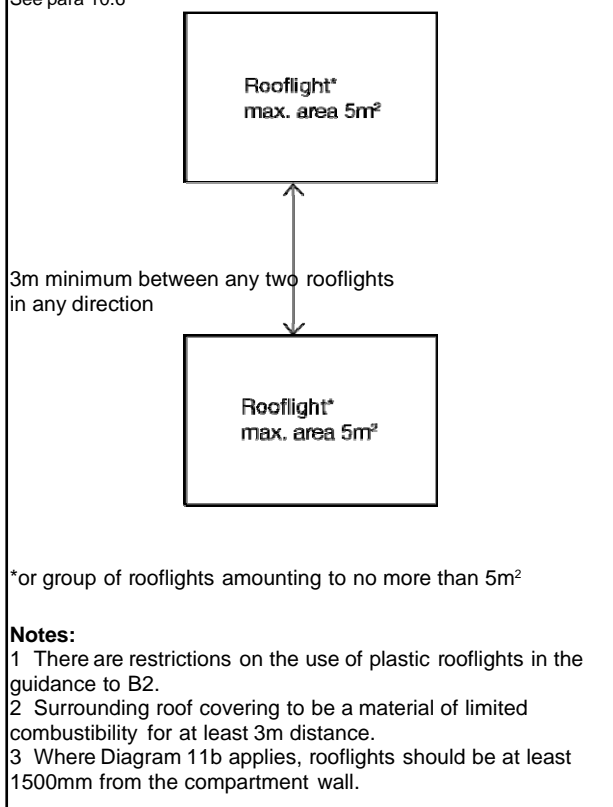 See para 10.6
Rooflight*
max. area 5m²
3m minimum between any two rooflights
in any direction
Rooflight*
max. area 5m²
*or group of rooflights amounting to no more than 5m²
Notes:
1 There are restrictions on the use of plastic rooflights in the
guidance to B2.
2 Surrounding roof covering to be a material of limited
combustibility for at least 3m distance.
3 Where Diagram 11b applies, rooflights should be at least
1500mm from the compartment wall.